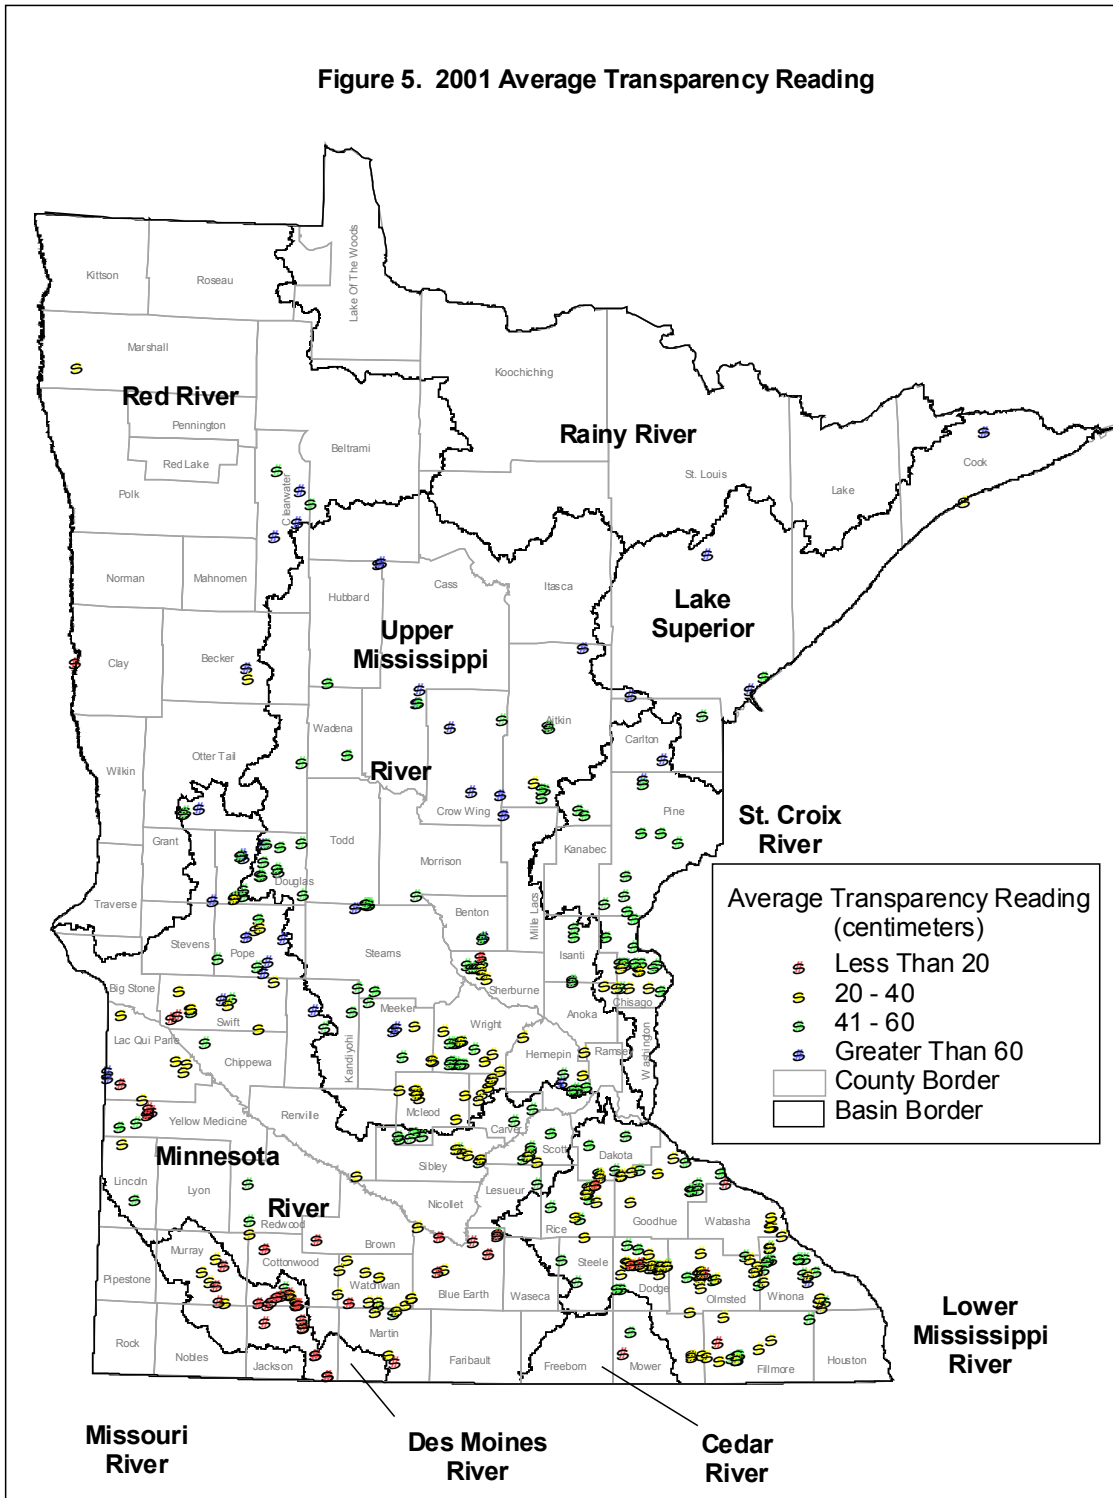 Figure 5. 2001 Average Transparency Reading
Kittson
Roseau
Lake Of The Woods
Marshall
Koochiching
Red River
Pennington
Rainy River
Beltrami
Cook
Red Lake
St. Louis
Lake
Polk
Clearwater
Norman
Mahnomen
Cass
Itasca
Hubbard
Lake
Superior
Upper
Mississippi
Clay
Becker
Aitkin
Wadena
Carlton
Otter Tail
Wilkin
River
Crow Wing
Pine
St. Croix
River
Grant
Todd
Kanabec
Morrison
Douglas
Traverse
Benton
Mille Lacs
Stevens
Pope
Stearns
Isanti
Big Stone
Sherburne
Chisago
Meeker
Swift
Anoka
Wright
Lac Qui Parle
Kandiyohi
Washington
Hennepin
Ramse
Chippewa
Mcleod
Renville
Yellow Medicine
Carver
Scott
Dakota
Minnesota
Sibley
Lincoln
Lyon
Lesueur
Nicollet
River
Redwood
Rice
Goodhue
Wabasha
Brown
Murray
Cottonwood
Steele
Pipestone
Watonwan
Blue Earth
Waseca
Dodge
Olmsted
Winona
Martin
Rock
Nobles
Jackson
Faribault
Freeborn
Mower
Fillmore
Houston
Average Transparency Reading
(centimeters)
Less Than 20
20 - 40
41 - 60
Greater Than 60
County Border
Basin Border
Lower
Mississippi
River
Missouri
River
Des Moines
River
Cedar
River